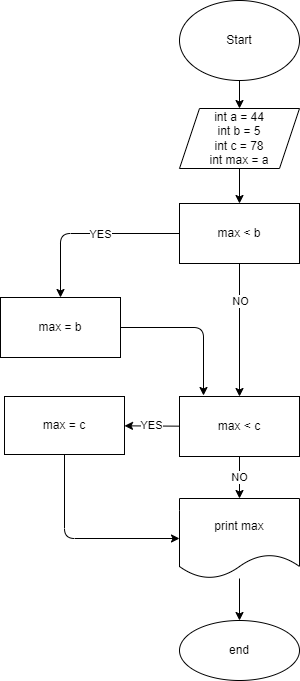 Start
int a = 44
int b = 5
int c = 78
int max = a
max < b
YES
NO
max = b
max = c
YES
max < c
NO
print max
end